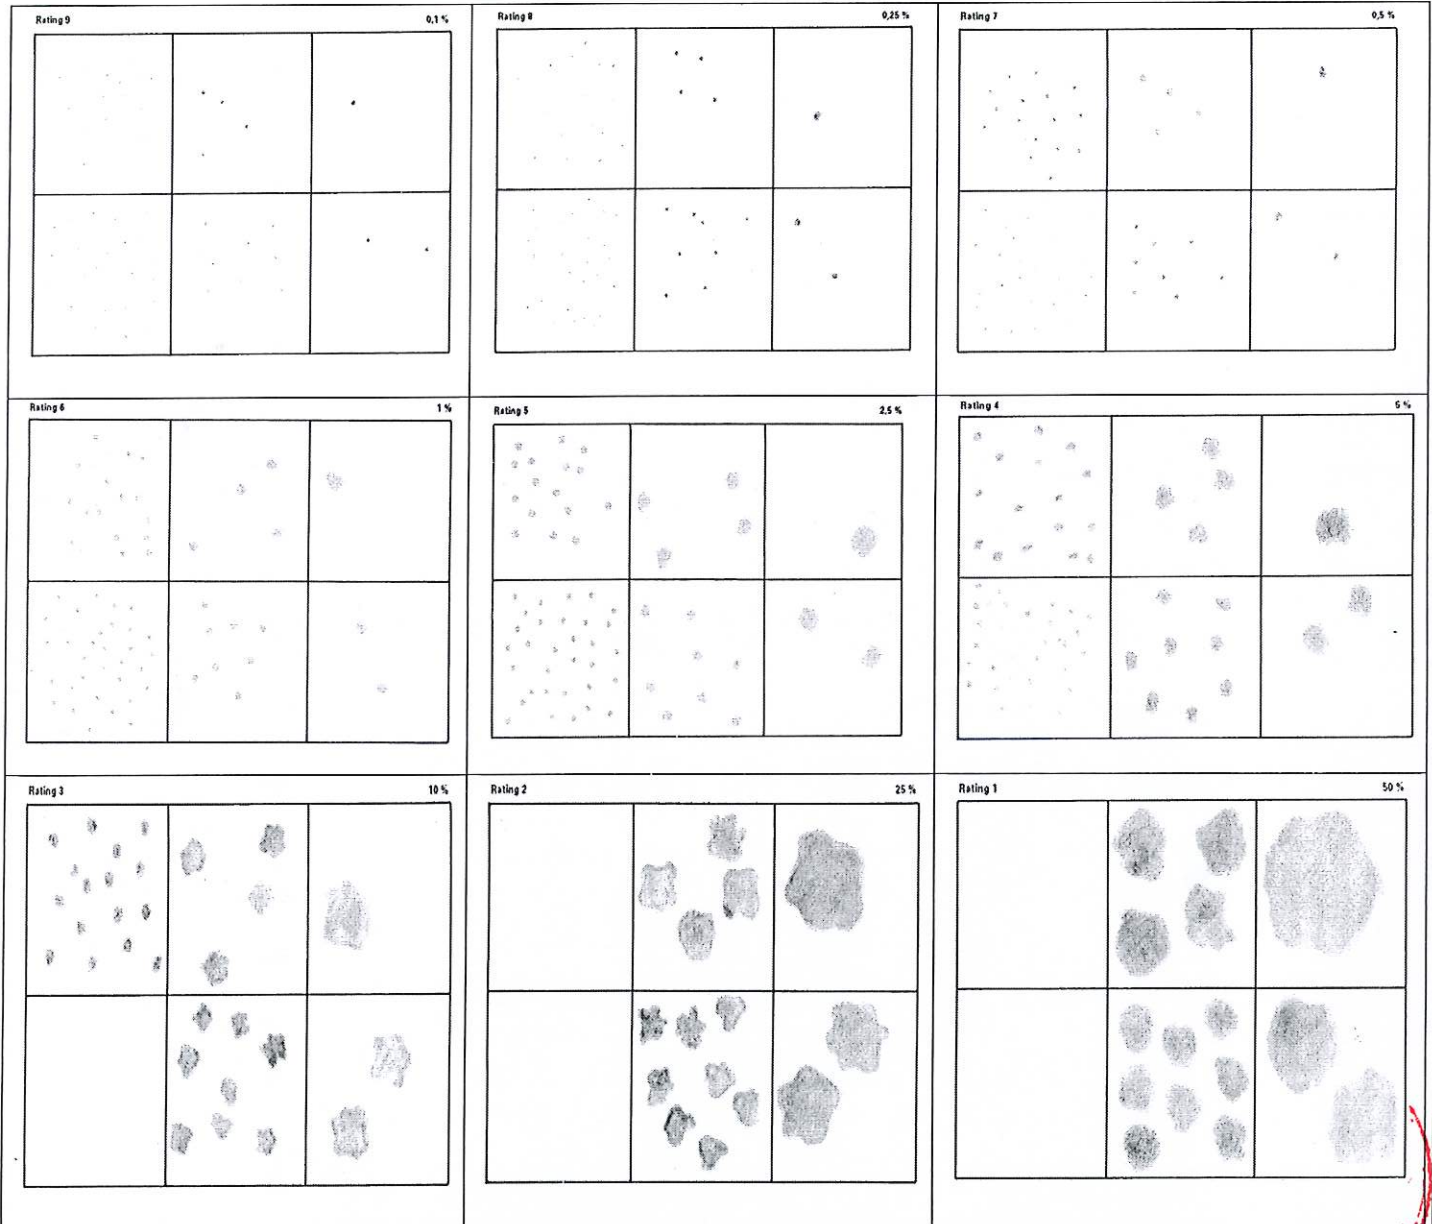 Rating 9 0,1 %
Rating 8 0,25 %
Rating 7 0,5 %
Rating 6 1 %
Rating 5 2,5 %
Rating 4 5 %
Rating 3 10 %
Rating 2 25 %
Rating 1 50 %